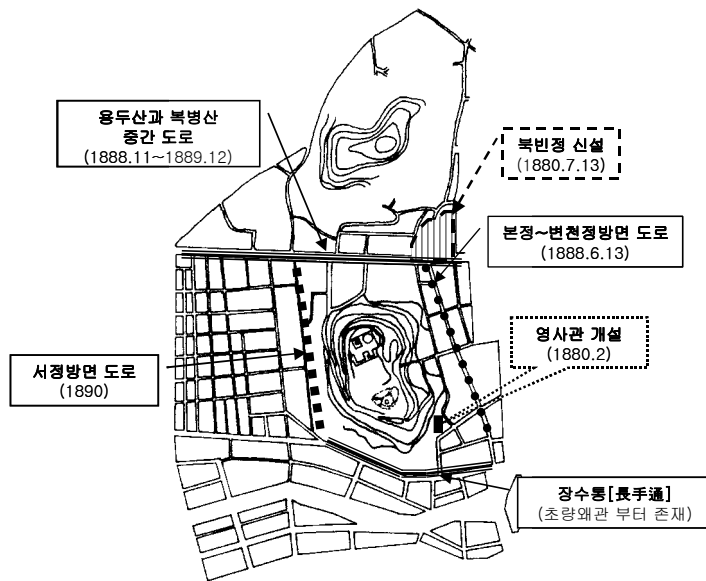 용두산과 복병산
중간 도로
(1888.11~1889.12)
북빈정 신설
(1880.7.13)
본정~변천정방면 도로
(1888.6.13)
영사관 개설
(1880.2)
서정방면 도로
(1890)
장수통[長手通]
(초량왜관 부터 존재)